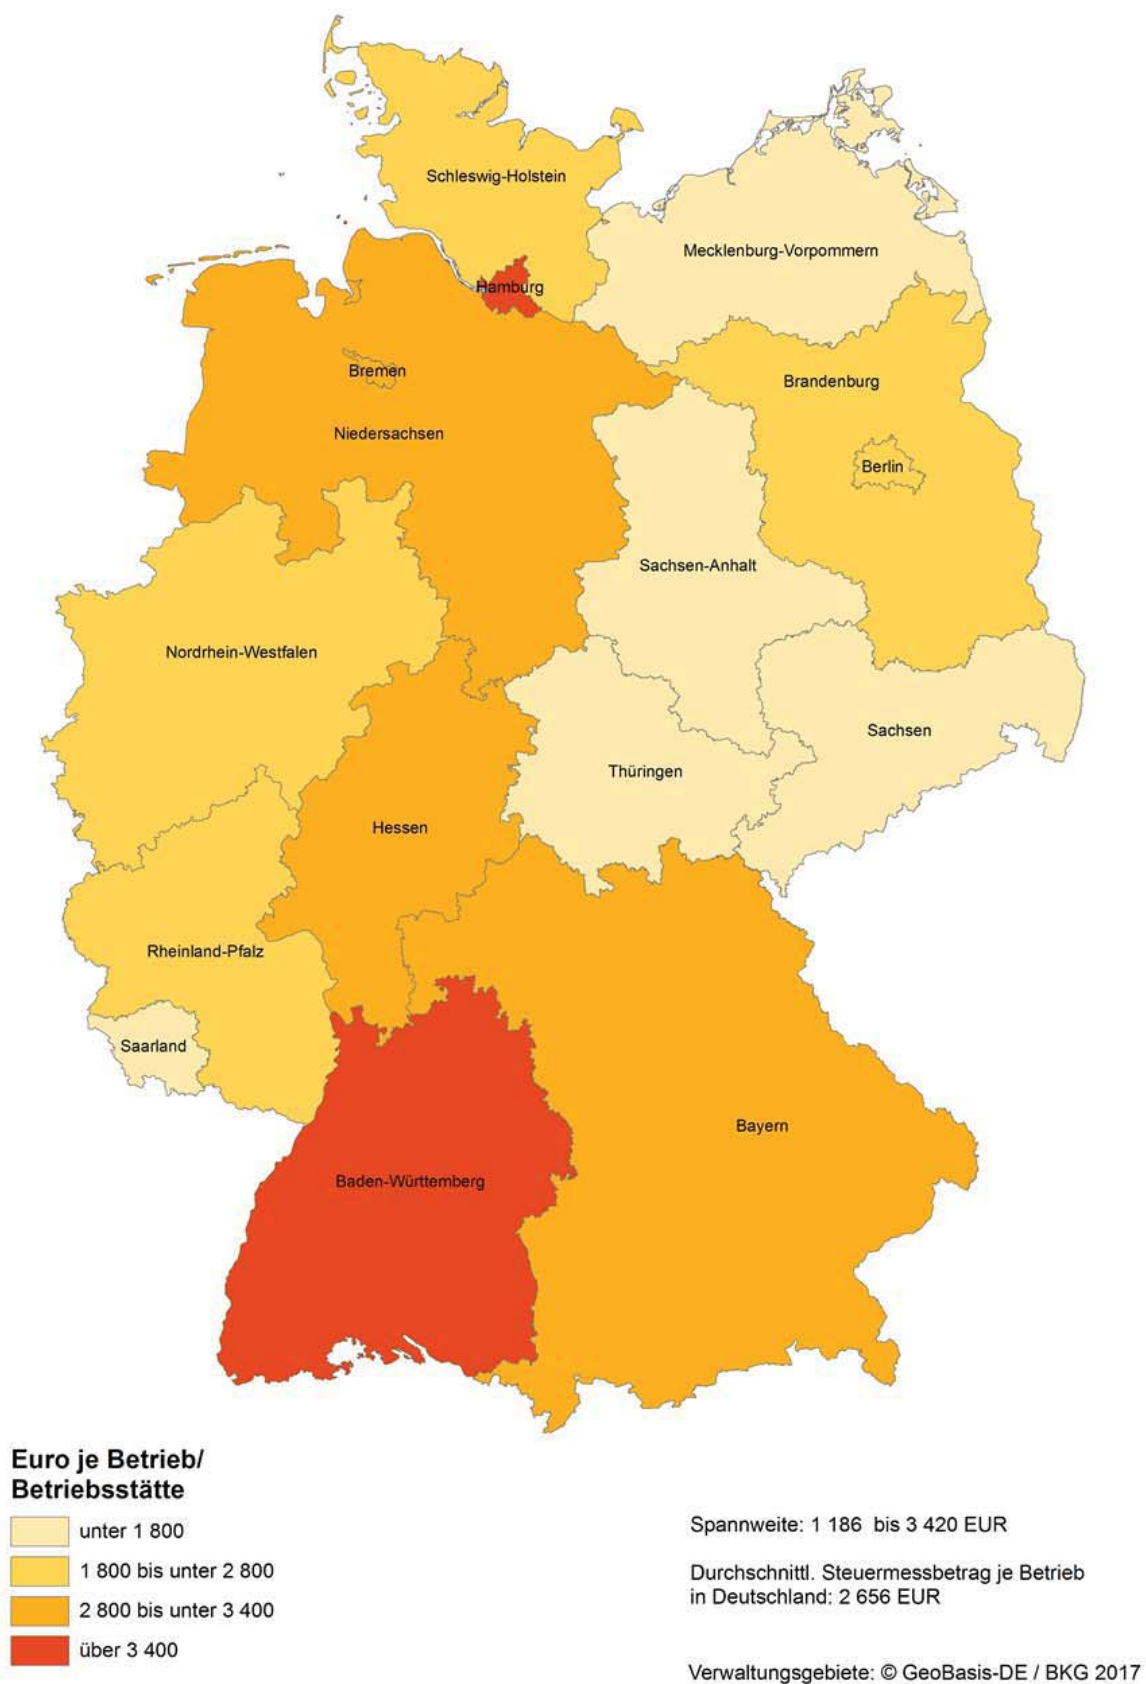 Schleswig-Holstein
Mecklenburg-Vorpommern
Hamburg
Bremen
Brandenburg
Niedersachsen
Berlin
Sachsen-Anhalt
Nordrhein-Westfalen
Sachsen
Thüringen
Hessen
Rheinland-Pfalz
Saarland
Bayern
Baden-Württemberg
Euro je Betrieb/
Betriebsstätte
unter 1 800
1 800 bis unter 2 800
2 800 bis unter 3 400
über 3 400
Spannweite: 1 186 bis 3 420 EUR
Durchschnittl. Steuermessbetrag je Betrieb
in Deutschland: 2 656 EUR
Verwaltungsgebiete: © GeoBasis-DE / BKG 2017